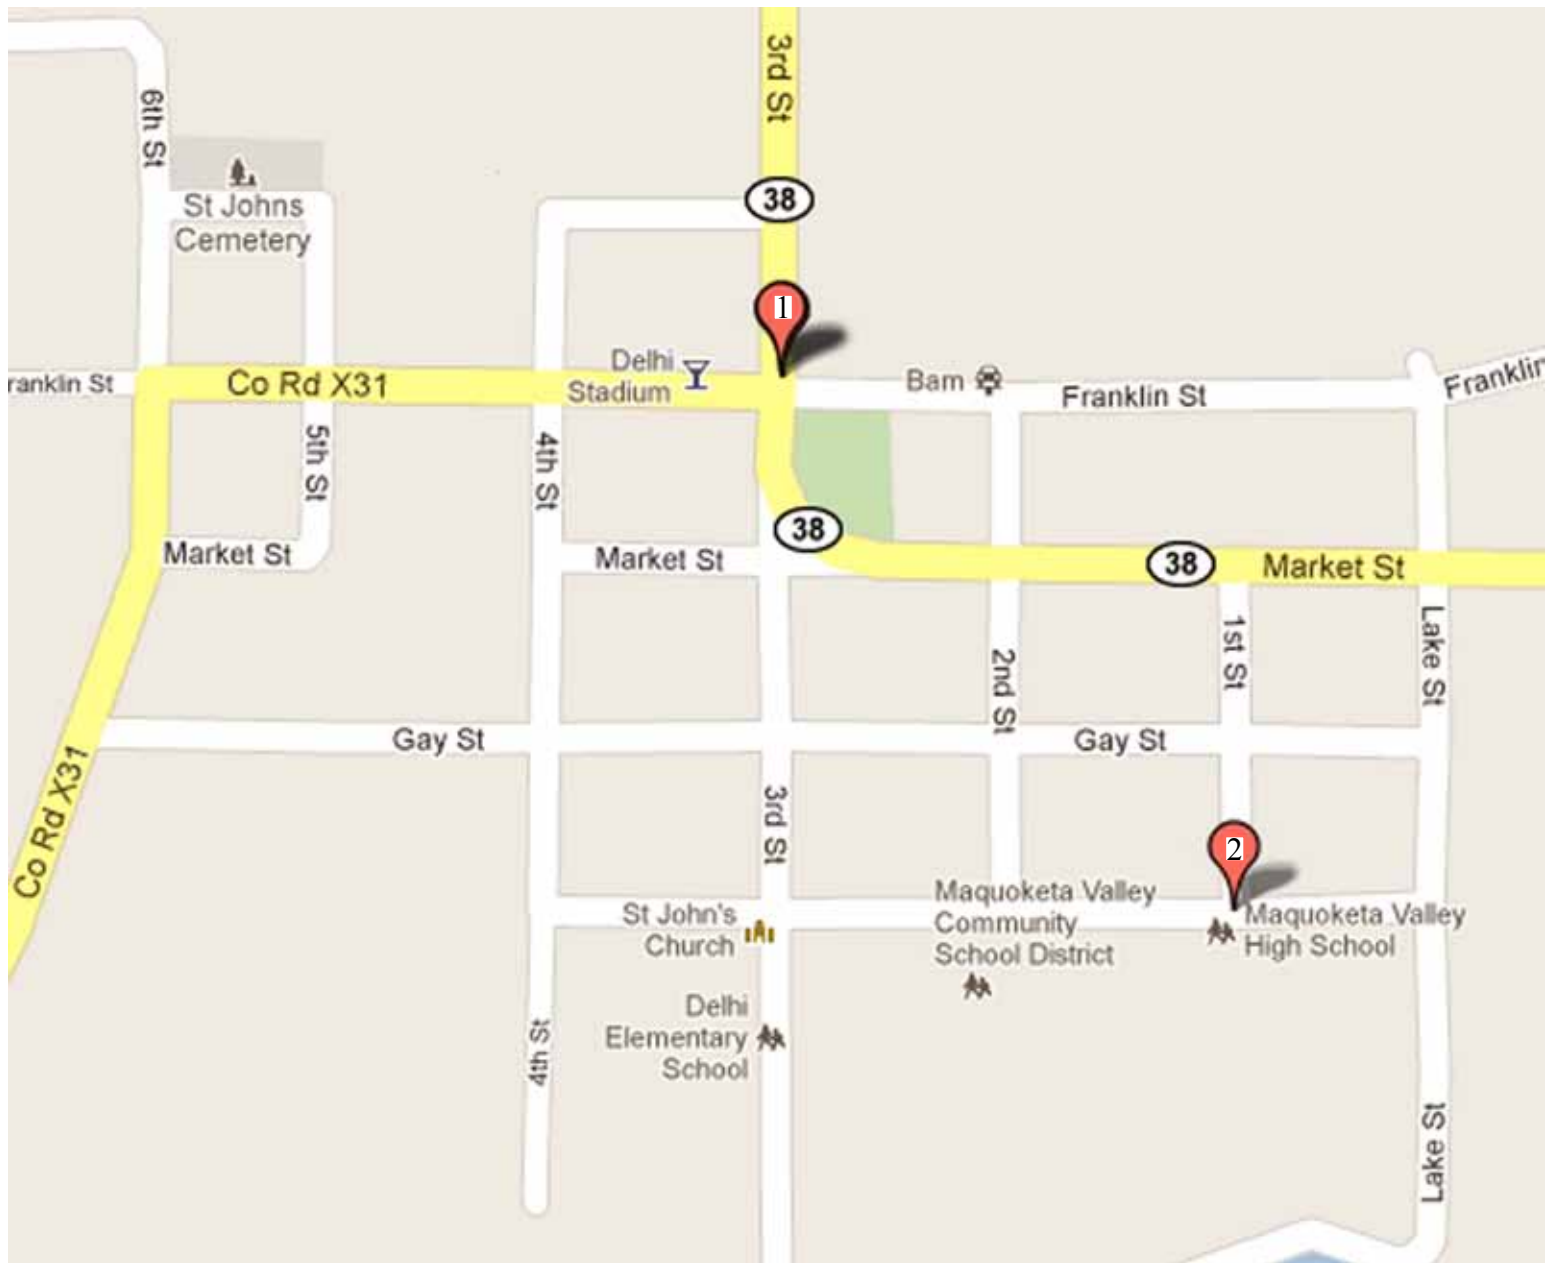 3rd St
6th St
38
St Johns
Cemetery
1
Delhi
Stadium
Barn
ranklin St
Co Rd X31
Franklin St
Franklin
5th St
4th St
38
Market St
Market St
38
Market St
1st St
Lake St
2nd St
Gay St
Gay St
Co Rd X31
3rd St
2
Maquoketa Valley
Community
School District
St John's
Church
Maquoketa Valley
High School
Delhi
Elementary
School
4th St
Lake St